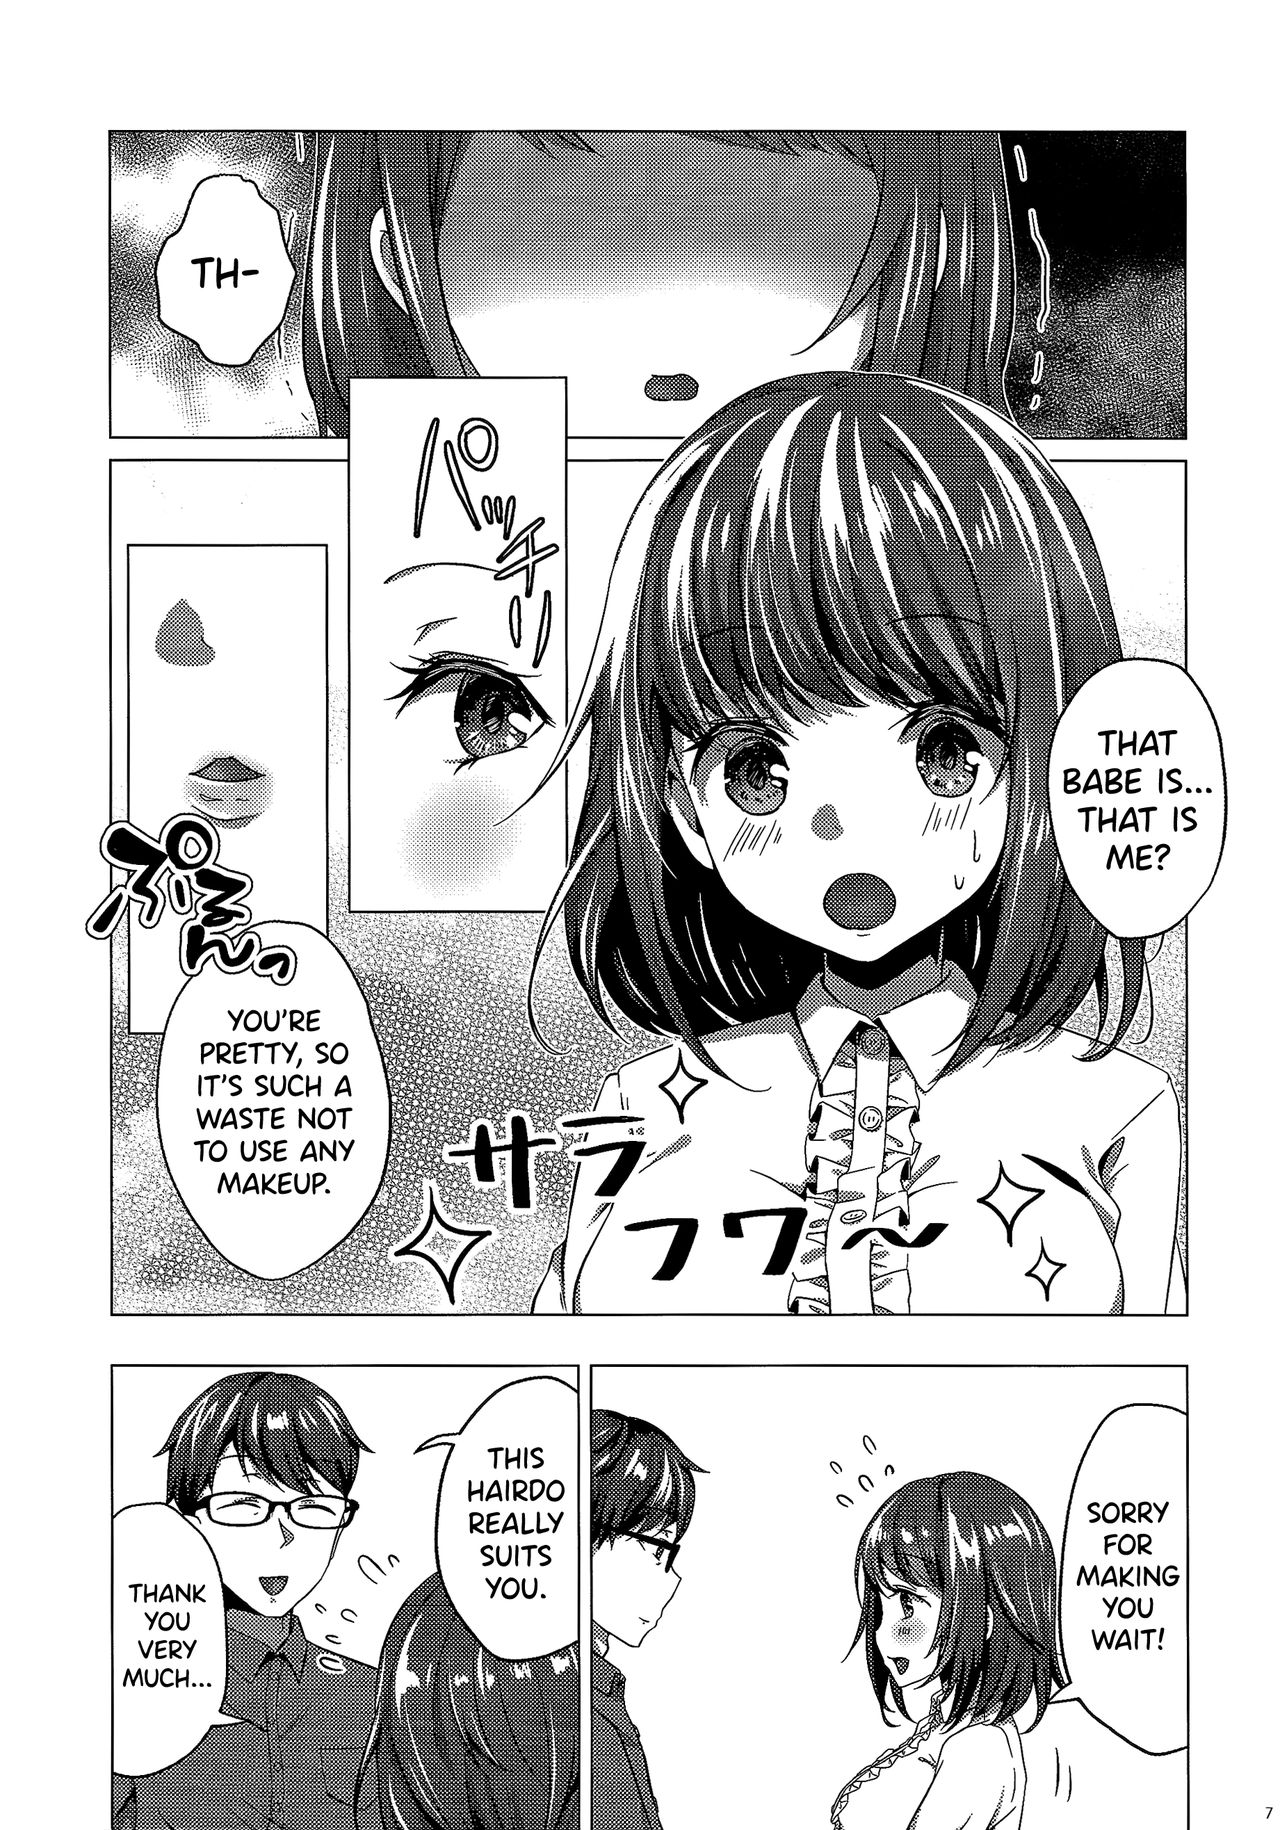 TH-
パッチリ
THAT
BABE IS...
THAT IS
ME?
ぷるんっ
YOU'RE
PRETTY, SO
IT'S SUCH A
WASTE NOT
TO USE ANY
MAKEUP.
サラ
フワ〜
SORRY
FOR
MAKING
YOU
WAIT!
THIS
HAIRDO
REALLY
SUITS
YOU.
THANK
YOU
VERY
MUCH...
7